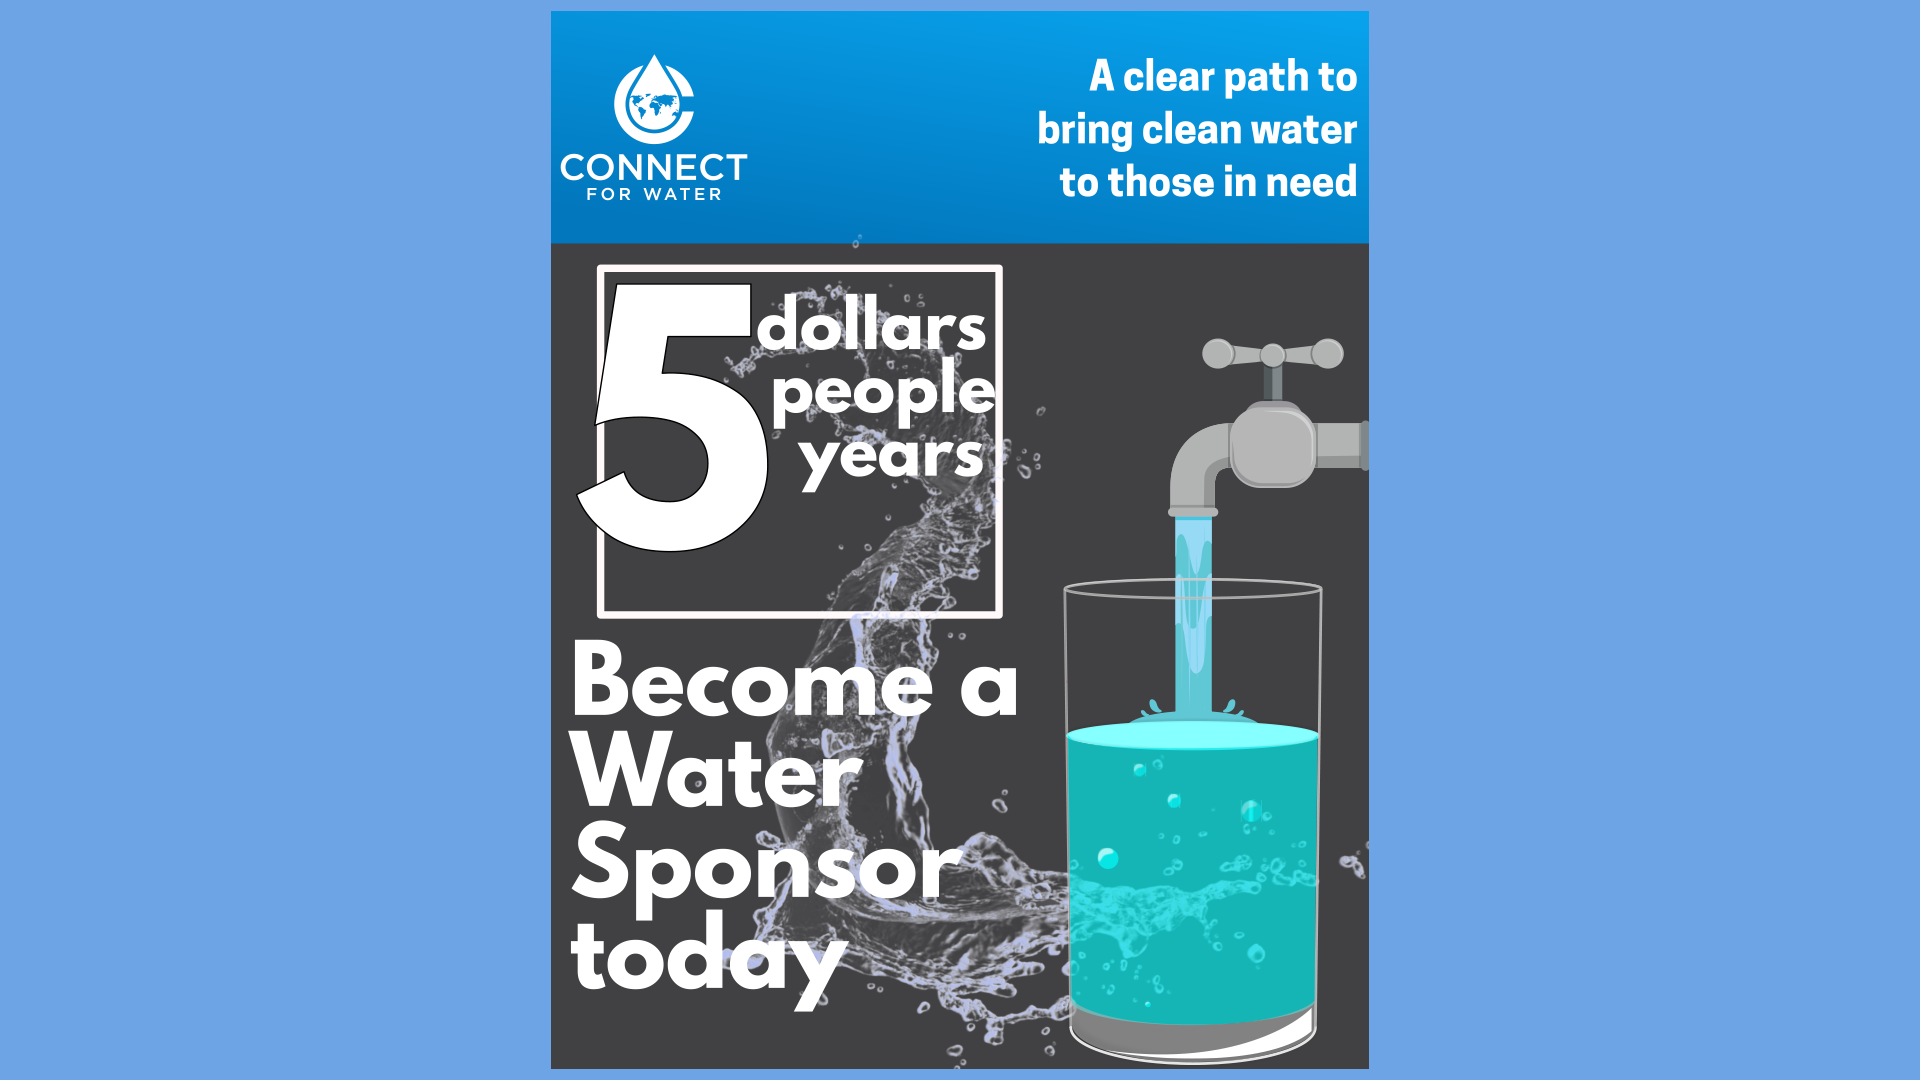 CONNECT
FOR WATER
A clear path to
bring clean water
to those in need
5
dollars
people
years
Become a
Water
Sponsor
today